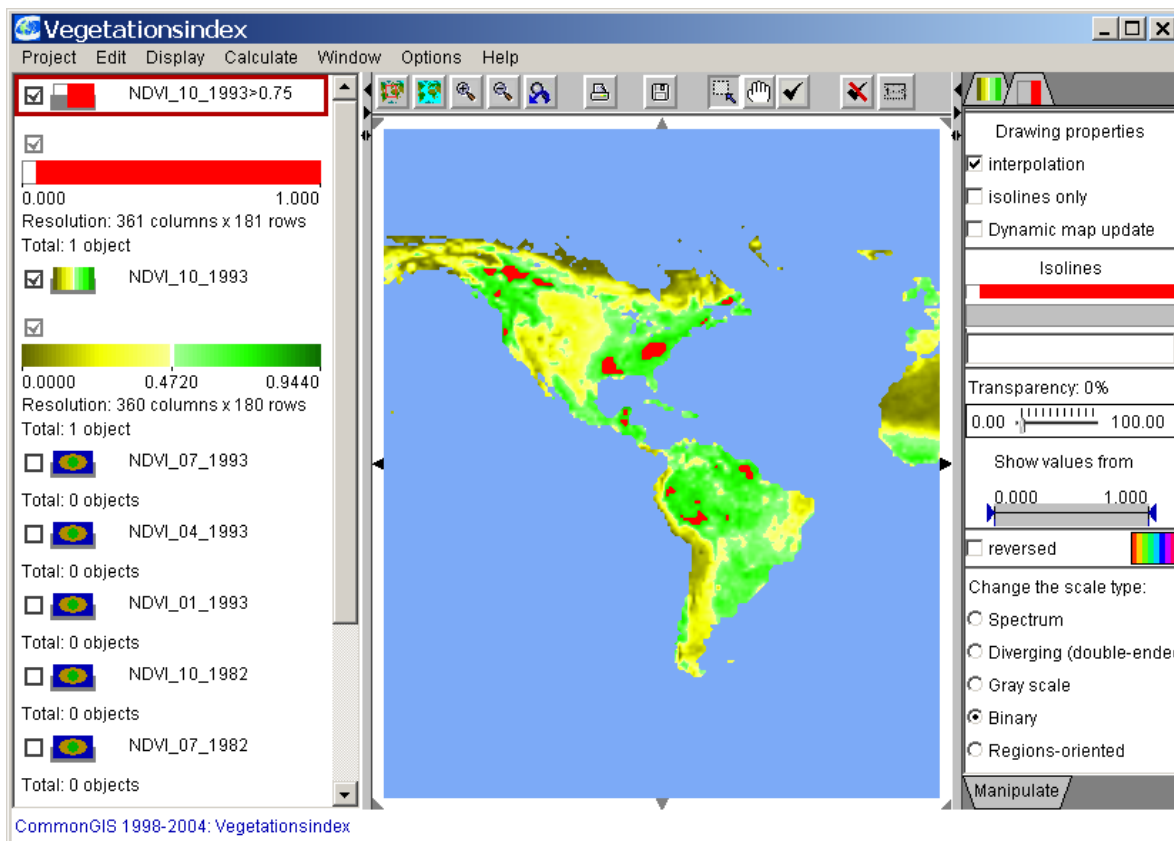 Vegetationsindex
Project Edit Display Calculate Window Options Help
NDVI_10_1993>0.75
0.000 1.000
Resolution: 361 columns x 181 rows
Total: 1 object
NDVI_10_1993
0.0000 0.4720 0.9440
Resolution: 360 columns x 180 rows
Total: 1 object
NDVI_07_1993
Total: 0 objects
NDVI_04_1993
Total: 0 objects
NDVI_01_1993
Total: 0 objects
NDVI_10_1982
Total: 0 objects
NDVI_07_1982
Total: 0 objects
Drawing properties
interpolation
isolines only
Dynamic map update
Isolines
Transparency: 0%
0.00 100.00
Show values from
0.000 1.000
reversed
Change the scale type:
Spectrum
Diverging (double-ended
Gray scale
Binary
Regions-oriented
Manipulate
CommonGIS 1998-2004: Vegetationsindex